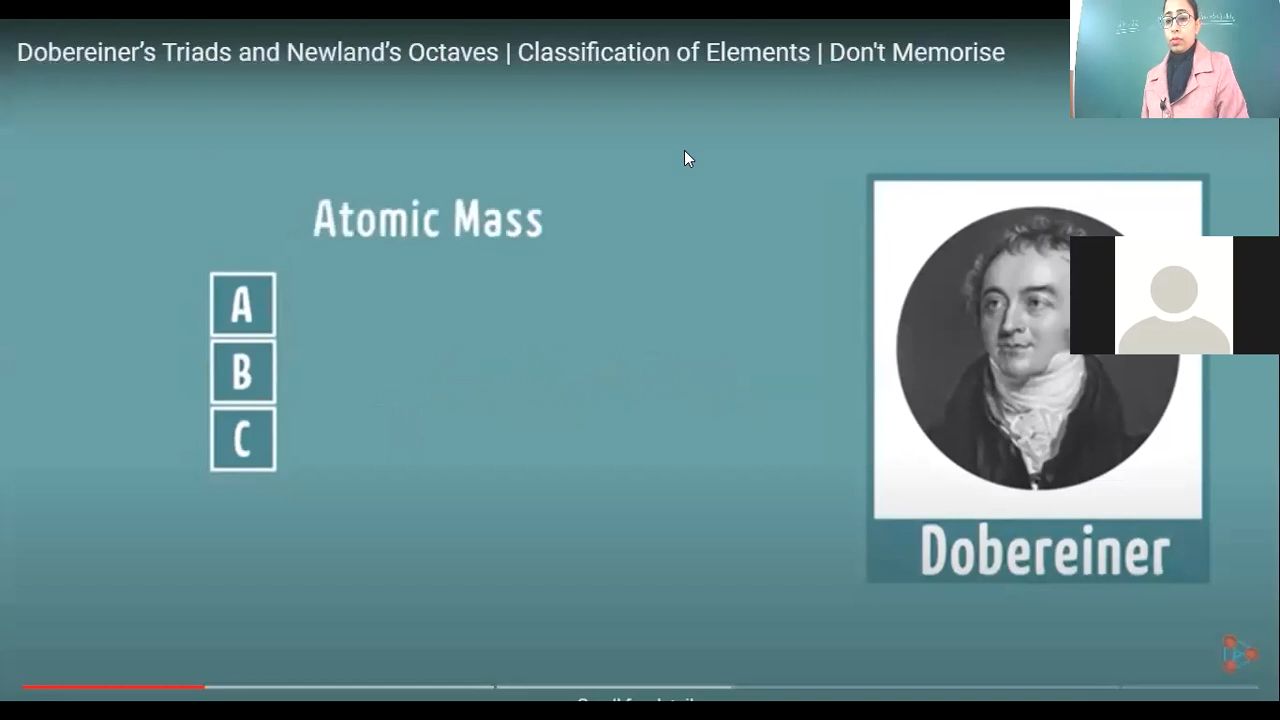 Dobereiner’s Triads and Newland’s Octaves | Classification of Elements | Don't Memorise
Atomic Mass
A
B
C
Dobereiner